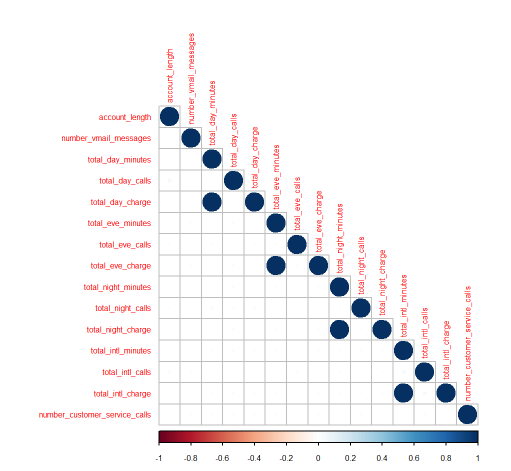 account_length
number_vmail_messages
total_day_minutes
total_day_calls
total_day_charge
total_eve_minutes
total_eve_calls
total_eve_charge
total_night_minutes
total_night_calls
total_night_charge
total_intl_minutes
total_intl_calls
total_intl_charge
number_customer_service_calls
account_length
number_vmail_messages
total_day_minutes
total_day_calls
total_day_charge
total_eve_minutes
total_eve_calls
total_eve_charge
total_night_minutes
total_night_calls
total_night_charge
total_intl_minutes
total_intl_calls
total_intl_charge
number_customer_service_calls
-1 -0.8 -0.6 -0.4 -0.2 0 0.2 0.4 0.6 0.8 1